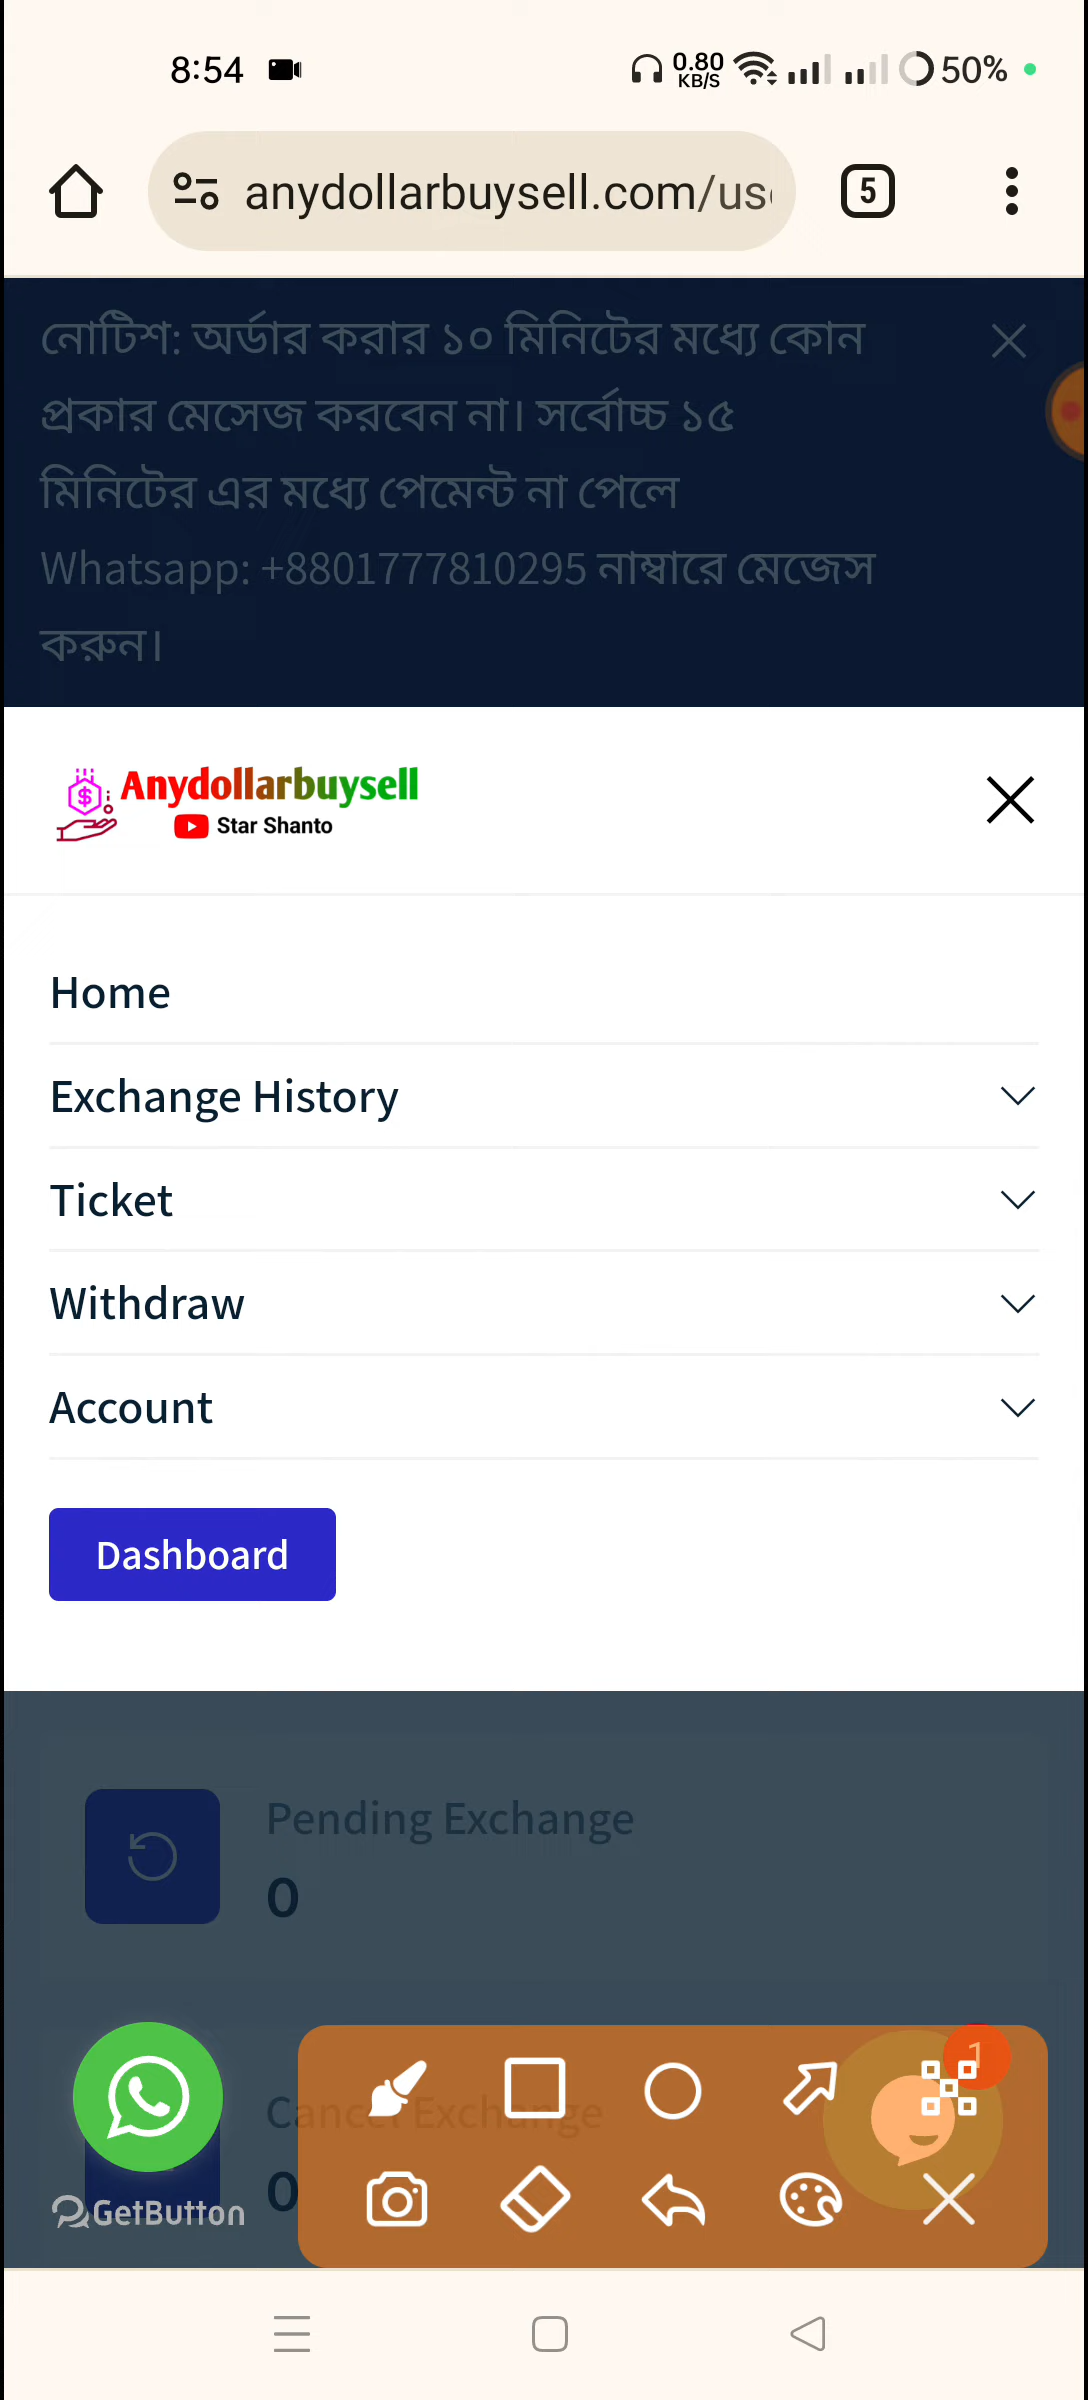 8:54
0.80
KB/S
50%
anydollarbuysell.com/us
5
নোটিশ: অর্ডার করার ১০ মিনিটের মধ্যে কোন
প্রকার মেসেজ করবেন না। সর্বোচ্চ ১৫
মিনিটের এর মধ্যে পেমেন্ট না পেলে
Whatsapp: +8801777810295 নাম্বারে মেজেস
করুন।
Anydollarbuysell
Star Shanto
Home
Exchange History
Ticket
Withdraw
Account
Dashboard
Pending Exchange
0
Cancel Exchange
0
1
GetButton